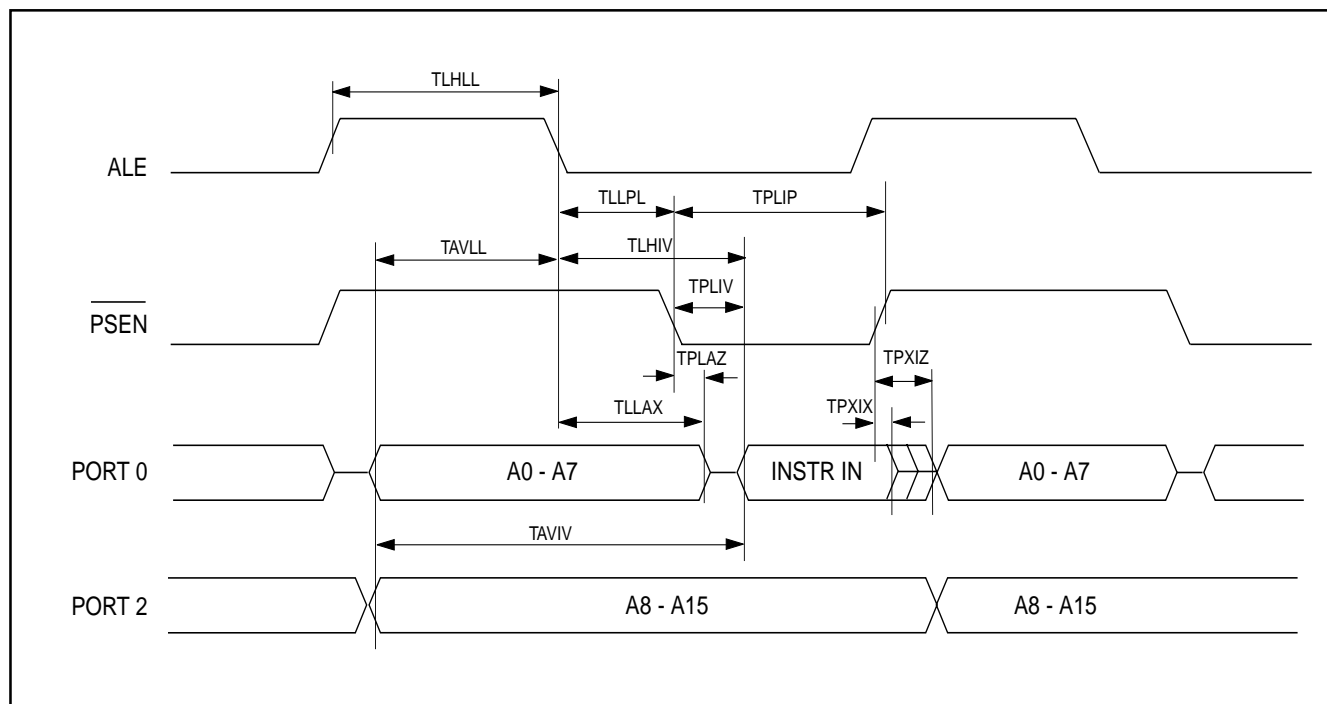 TLHLL
ALE
TLLPL
TPLIP
TAVLL
TLHIV
TPLIV
PSEN
TPLAZ
TPXIZ
TLLAX
TPXIX
PORT 0
A0 - A7
INSTR IN
A0 - A7
TAVIV
PORT 2
A8 - A15
A8 - A15